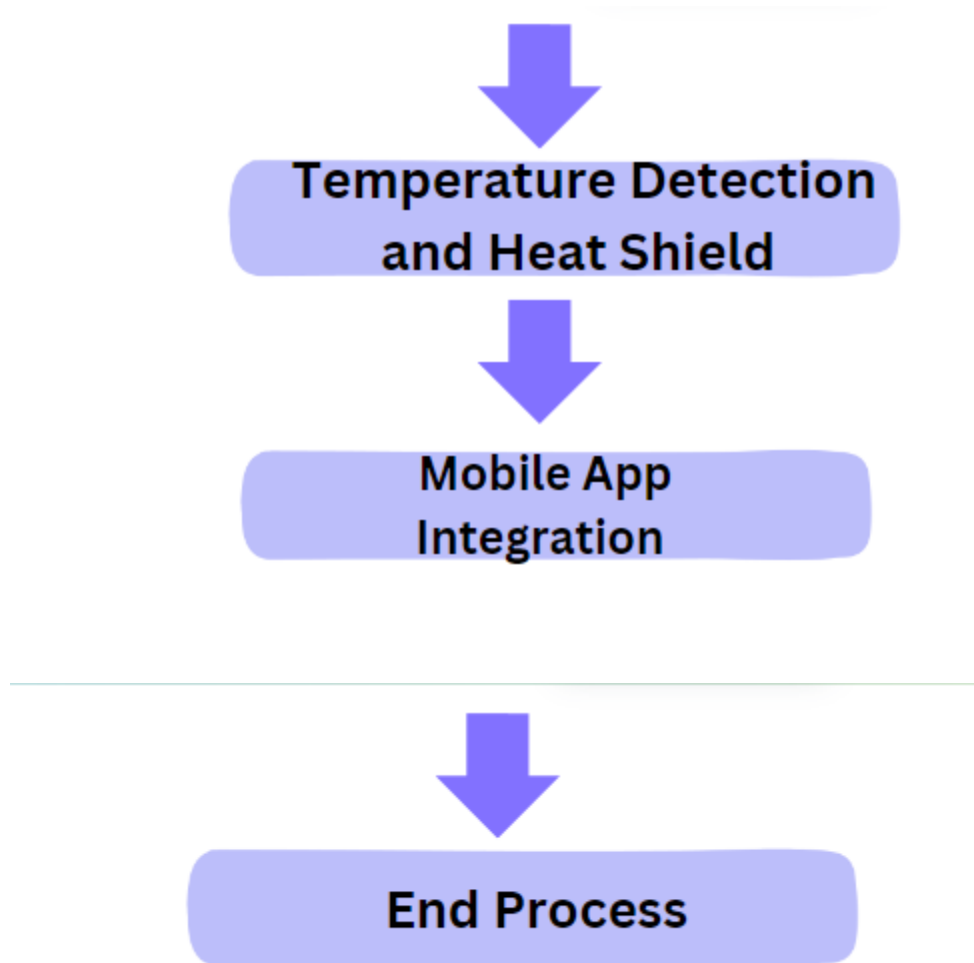 Temperature Detection
and Heat Shield
Mobile App
Integration
End Process